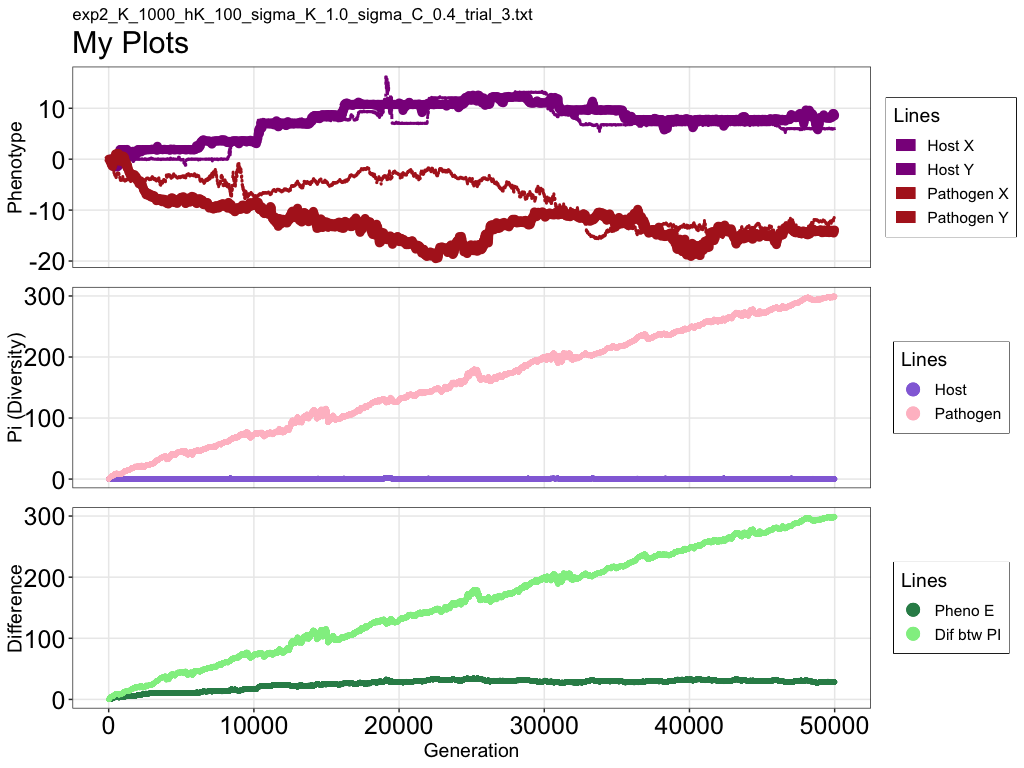 exp2_K_1000_hK_100_sigma_K_1.0_sigma_C_0.4_trial_3.txt
My Plots
10
0
-10
-20
Phenotype
Lines
Host X
Host Y
Pathogen X
Pathogen Y
300
200
100
0
Pi (Diversity)
Lines
Host
Pathogen
300
200
100
0
Difference
Lines
Pheno E
Dif btw PI
0 10000 20000 30000 40000 50000
Generation